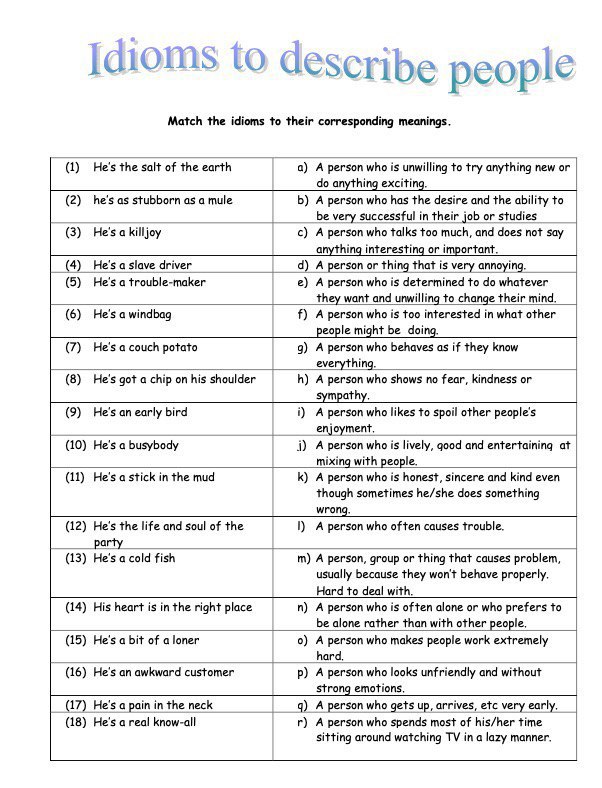 Idioms to describe people
Match the idioms to their corresponding meanings.
(1) He's the salt of the earth
a) A person who is unwilling to try anything new or
do anything exciting.
(2) he's as stubborn as a mule
b) A person who has the desire and the ability to
be very successful in their job or studies
(3) He's a killjoy
c) A person who talks too much, and does not say
anything interesting or important.
(4) He's a slave driver
d) A person or thing that is very annoying.
(5) He's a trouble-maker
e) A person who is determined to do whatever
they want and unwilling to change their mind.
(6) He's a windbag
f) A person who is too interested in what other
people might be doing.
(7) He's a couch potato
g) A person who behaves as if they know
everything.
(8) He's got a chip on his shoulder
h) A person who shows no fear, kindness or
sympathy.
(9) He's an early bird
i) A person who likes to spoil other people's
enjoyment.
(10) He's a busybody
j) A person who is lively, good and entertaining at
mixing with people.
(11) He's a stick in the mud
k) A person who is honest, sincere and kind even
though sometimes he/she does something
wrong.
(12) He's the life and soul of the
party
l) A person who often causes trouble.
(13) He's a cold fish
m) A person, group or thing that causes problem,
usually because they won't behave properly.
Hard to deal with.
(14) His heart is in the right place
n) A person who is often alone or who prefers to
be alone rather than with other people.
(15) He's a bit of a loner
o) A person who makes people work extremely
hard.
(16) He's an awkward customer
p) A person who looks unfriendly and without
strong emotions.
(17) He's a pain in the neck
q) A person who gets up, arrives, etc very early.
(18) He's a real know-all
r) A person who spends most of his/her time
sitting around watching TV in a lazy manner.